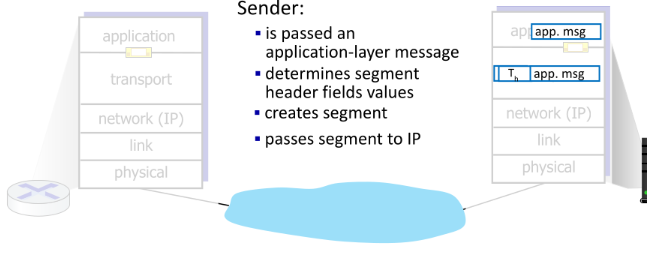 Sender:
is passed an
application-layer message
determines segment
header fields values
creates segment
passes segment to IP
application
transport
network (IP)
link
physical
app
app. msg
Th
app. msg
network (IP)
link
physical